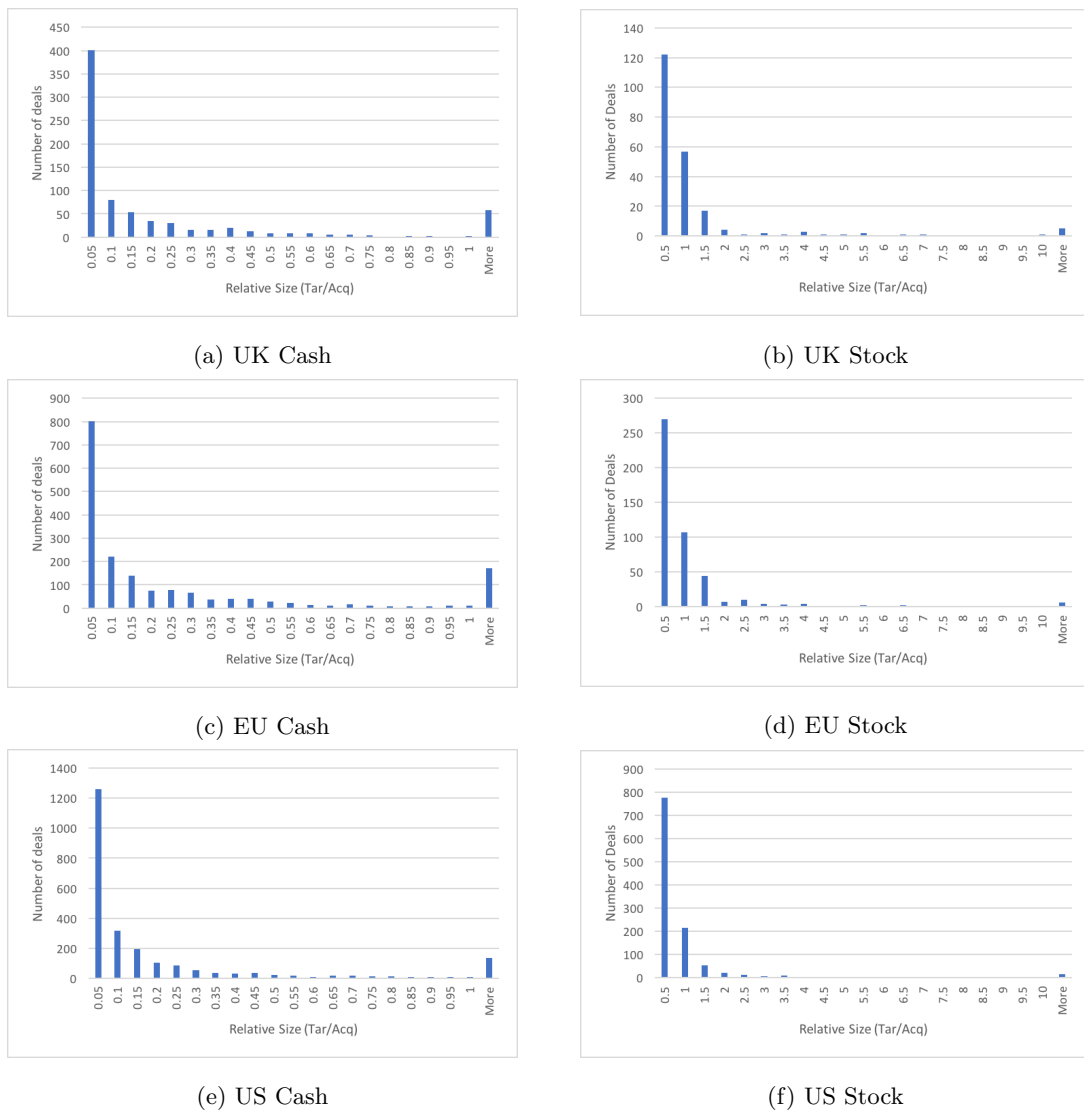 450
400
350
300
250
200
150
100
50
0
Number of deals
0.05 0.1 0.15 0.2 0.25 0.3 0.35 0.4 0.45 0.5 0.55 0.6 0.65 0.7 0.75 0.8 0.85 0.9 0.95 1 More
Relative Size (Tar/Acq)
(a) UK Cash
140
120
100
80
60
40
20
0
Number of Deals
0.5 1 1.5 2 2.5 3 3.5 4 4.5 5 5.5 6 6.5 7 7.5 8 8.5 9 9.5 10 More
Relative Size (Tar/Acq)
(b) UK Stock
900
800
700
600
500
400
300
200
100
0
Number of deals
0.05 0.1 0.15 0.2 0.25 0.3 0.35 0.4 0.45 0.5 0.55 0.6 0.65 0.7 0.75 0.8 0.85 0.9 0.95 1 More
Relative Size (Tar/Acq)
(c) EU Cash
300
250
200
150
100
50
0
Number of Deals
0.5 1 1.5 2 2.5 3 3.5 4 4.5 5 5.5 6 6.5 7 7.5 8 8.5 9 9.5 10 More
Relative Size (Tar/Acq)
(d) EU Stock
1400
1200
1000
800
600
400
200
0
Number of deals
0.05 0.1 0.15 0.2 0.25 0.3 0.35 0.4 0.45 0.5 0.55 0.6 0.65 0.7 0.75 0.8 0.85 0.9 0.95 1 More
Relative Size (Tar/Acq)
(e) US Cash
900
800
700
600
500
400
300
200
100
0
Number of Deals
0.5 1 1.5 2 2.5 3 3.5 4 4.5 5 5.5 6 6.5 7 7.5 8 8.5 9 9.5 10 More
Relative Size (Tar/Acq)
(f) US Stock